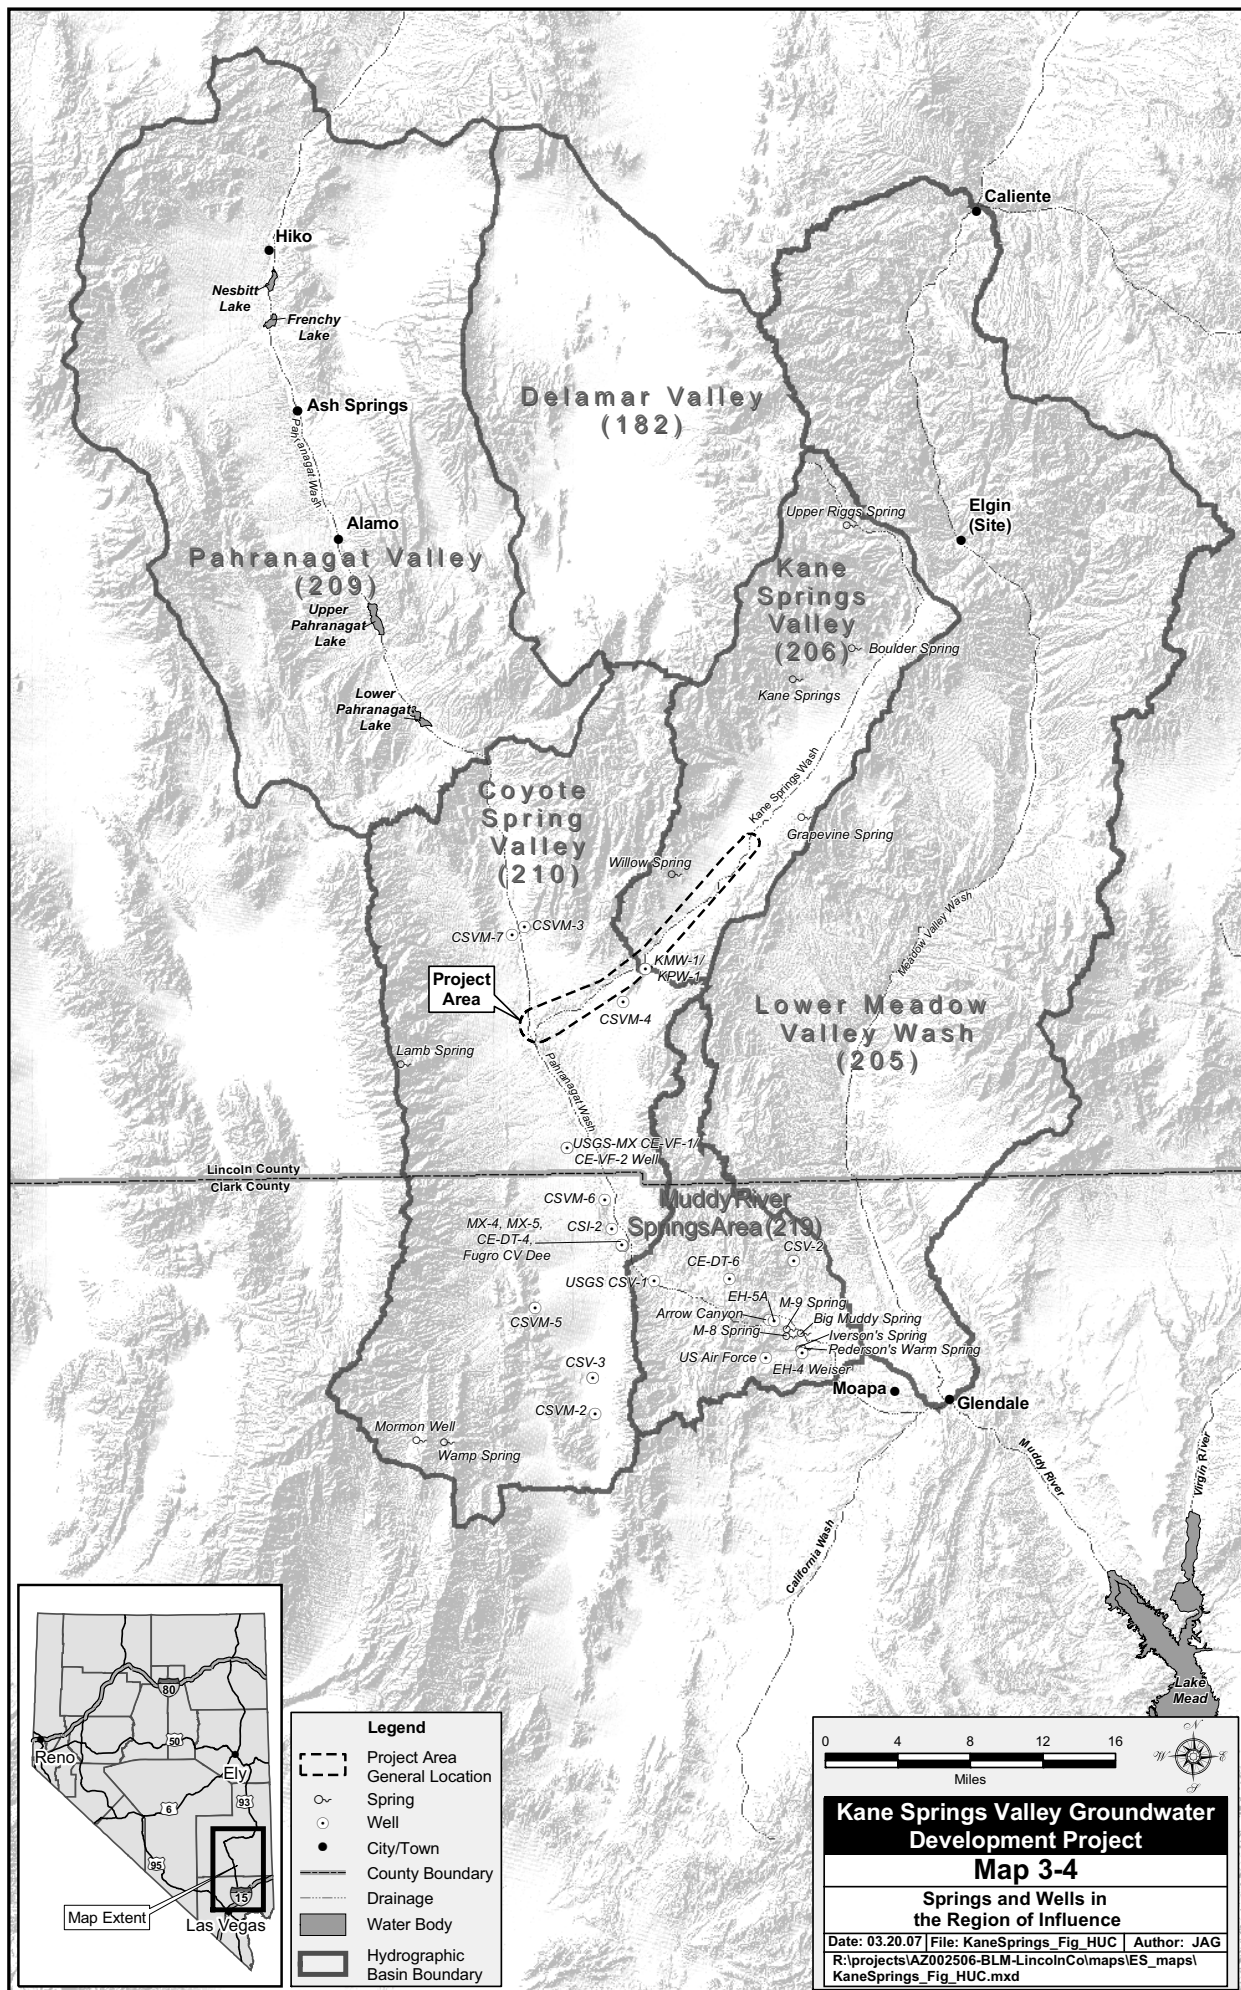 Caliente
Hiko
Nesbitt
Lake
Frenchy
Lake
Delamar Valley
(182)
Ash Springs
Pahranagat Wash
Upper Riggs Spring
Elgin
(Site)
Alamo
Pahranagat Valley
(209)
Kane
Springs
Valley
(206)
Upper
Pahranagat
Lake
Boulder Spring
Kane Springs
Lower
Pahranagat
Lake
Kane Springs Wash
Coyote
Spring
Valley
(210)
Grapevine Spring
Willow Spring
Meadow Valley Wash
CSVM-3
CSVM-7
KMW-1/
KPW-1
Project
Area
CSVM-4
Lower Meadow
Valley Wash
(205)
Lamb Spring
Pahranagat Wash
USGS-MX CE-VF-1/
CE-VF-2 Well
Lincoln County
Clark County
CSVM-6
Muddy River
Springs Area (219)
CSI-2
MX-4, MX-5,
CE-DT-4,
Fugro CV Dee
CSV-2
CE-DT-6
USGS CSV-1
EH-5A
M-9 Spring
Arrow Canyon
Big Muddy Spring
M-8 Spring
Iverson's Spring
Pederson's Warm Spring
US Air Force
EH-4 Weiser
CSVM-5
CSV-3
Moapa
Glendale
CSVM-2
Mormon Well
Wamp Spring
Muddy River
Virgin River
California Wash
Lake
Mead
80
Reno
50
Ely
6
93
95
15
Map Extent
Las Vegas
Legend
Project Area
General Location
Spring
Well
City/Town
County Boundary
Drainage
Water Body
Hydrographic
Basin Boundary
0 4 8 12 16
Miles
N
W E
S
Kane Springs Valley Groundwater
Development Project
Map 3-4
Springs and Wells in
the Region of Influence
Date: 03.20.07 File: KaneSprings_Fig_HUC Author: JAG
R:\projects\AZ002506-BLM-LincolnCo\maps\ES_maps\
KaneSprings_Fig_HUC.mxd